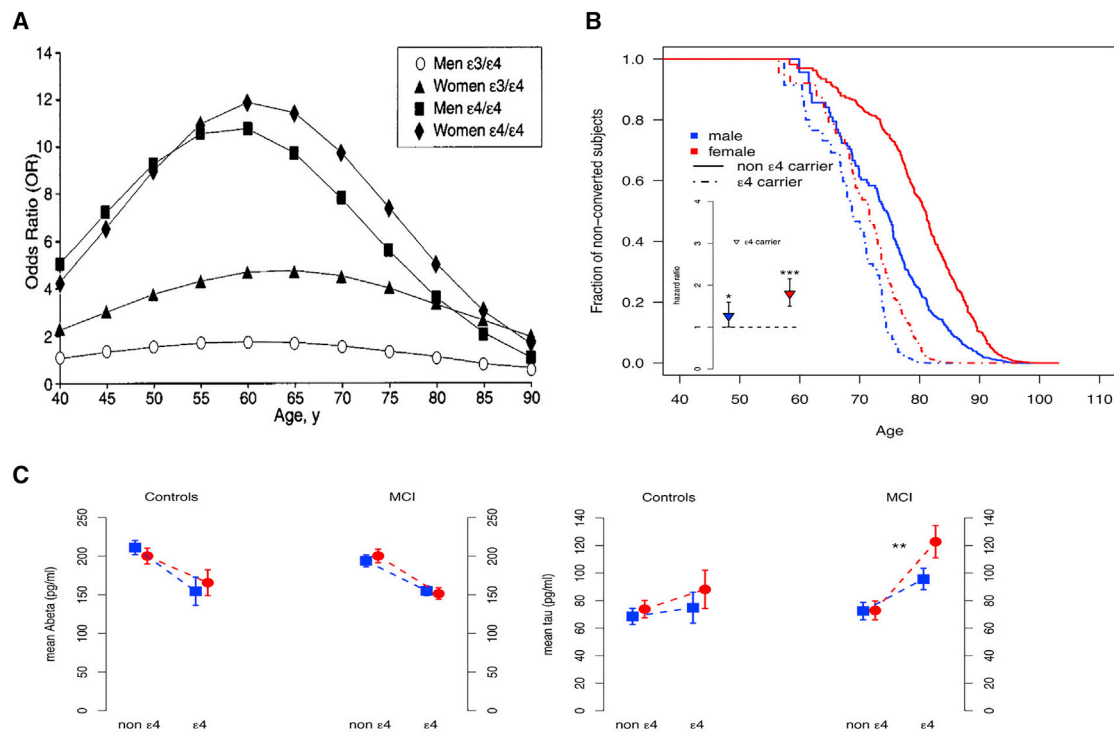 A
Odds Ratio (OR)
14
12
10
8
6
4
2
0
40 45 50 55 60 65 70 75 80 85 90
Age, y
Men ε3/ε4
Women ε3/ε4
Men ε4/ε4
Women ε4/ε4
B
Fraction of non−converted subjects
1.0
0.8
0.6
0.4
0.2
0.0
male
female
non ε4 carrier
ε4 carrier
hazard ratio
4
3
2
1
0
ε4 carrier
*
***
40 50 60 70 80 90 100 110
Age
C
Controls
MCI
mean Abeta (pg/ml)
250
200
150
100
50
0
250
200
150
100
50
0
non ε4 ε4
non ε4 ε4
Controls
MCI
mean tau (pg/ml)
140
120
100
80
60
40
20
0
**
140
120
100
80
60
40
20
0
non ε4 ε4
non ε4 ε4